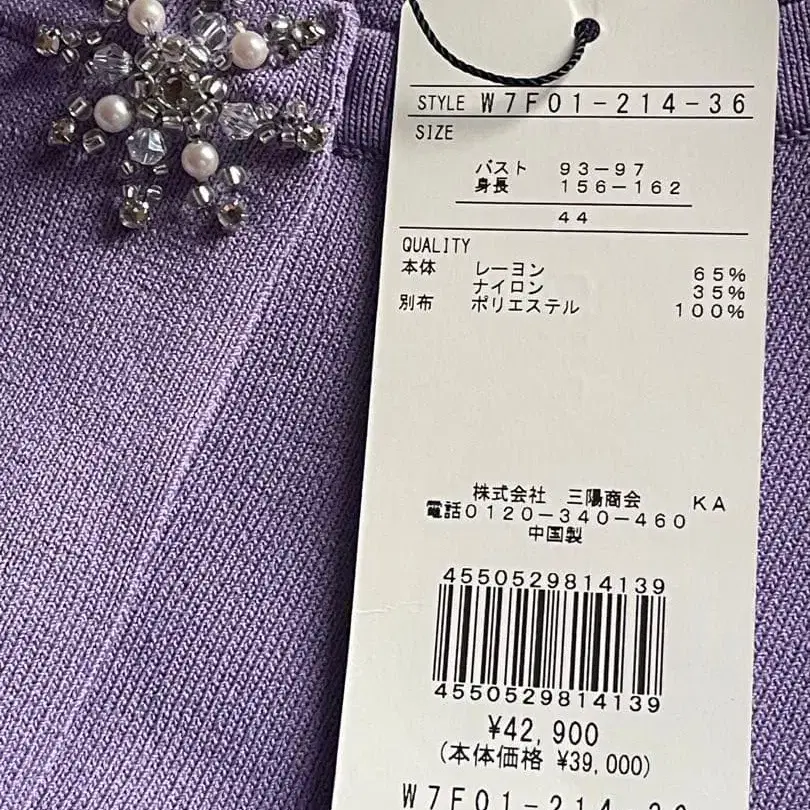 STYLE W7F01-214-36
SIZE
バスト 93-97
身長 156-162
44
QUALITY
本体 レーヨン 65%
ナイロン 35%
別布 ポリエステル 100%
株式会社 三陽商会 KA
電話0120-340-460
中国製
4550529814139
4550529814139
¥42,900
(本体価格 ¥39,000)
W7F01-214-36